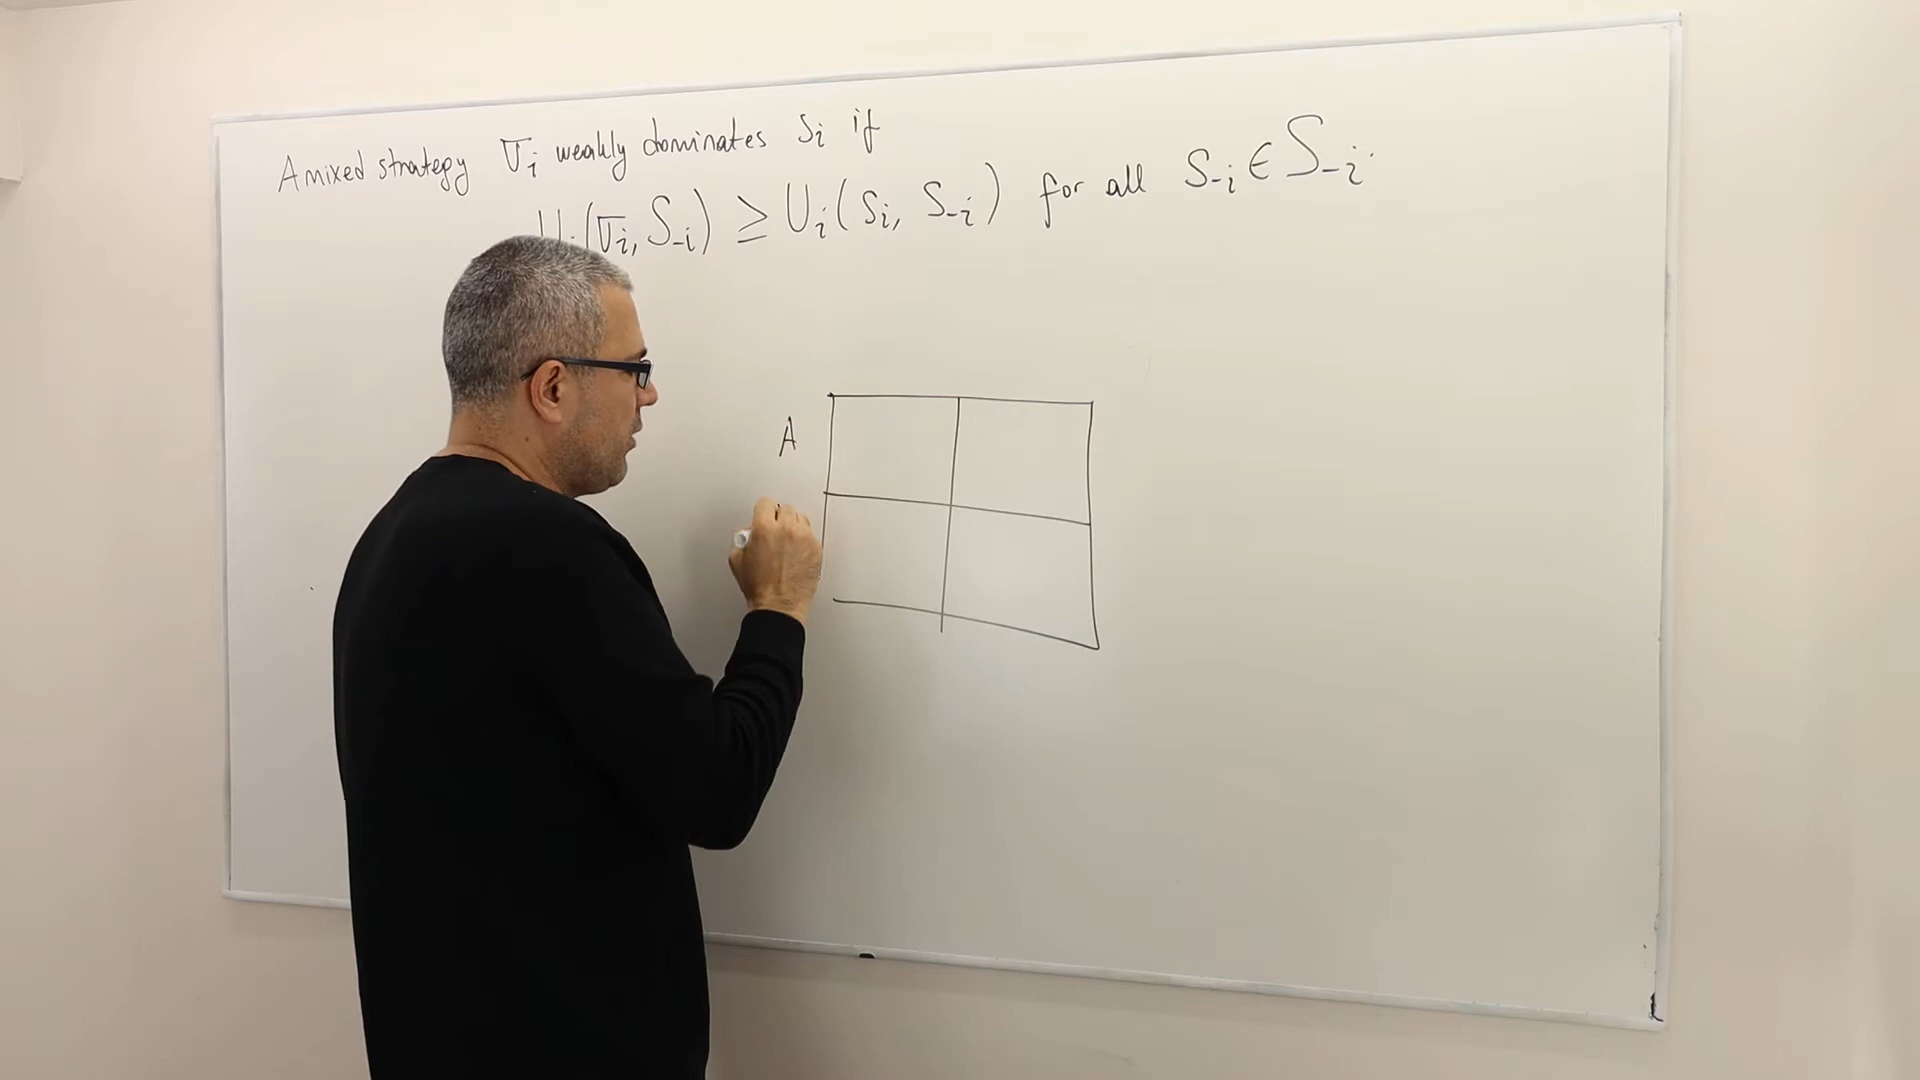 A mixed strategy σi weakly dominates si if
Ui(σi, S-i) ≥ Ui(si, S-i) for all s-i ∈ S-i.
A